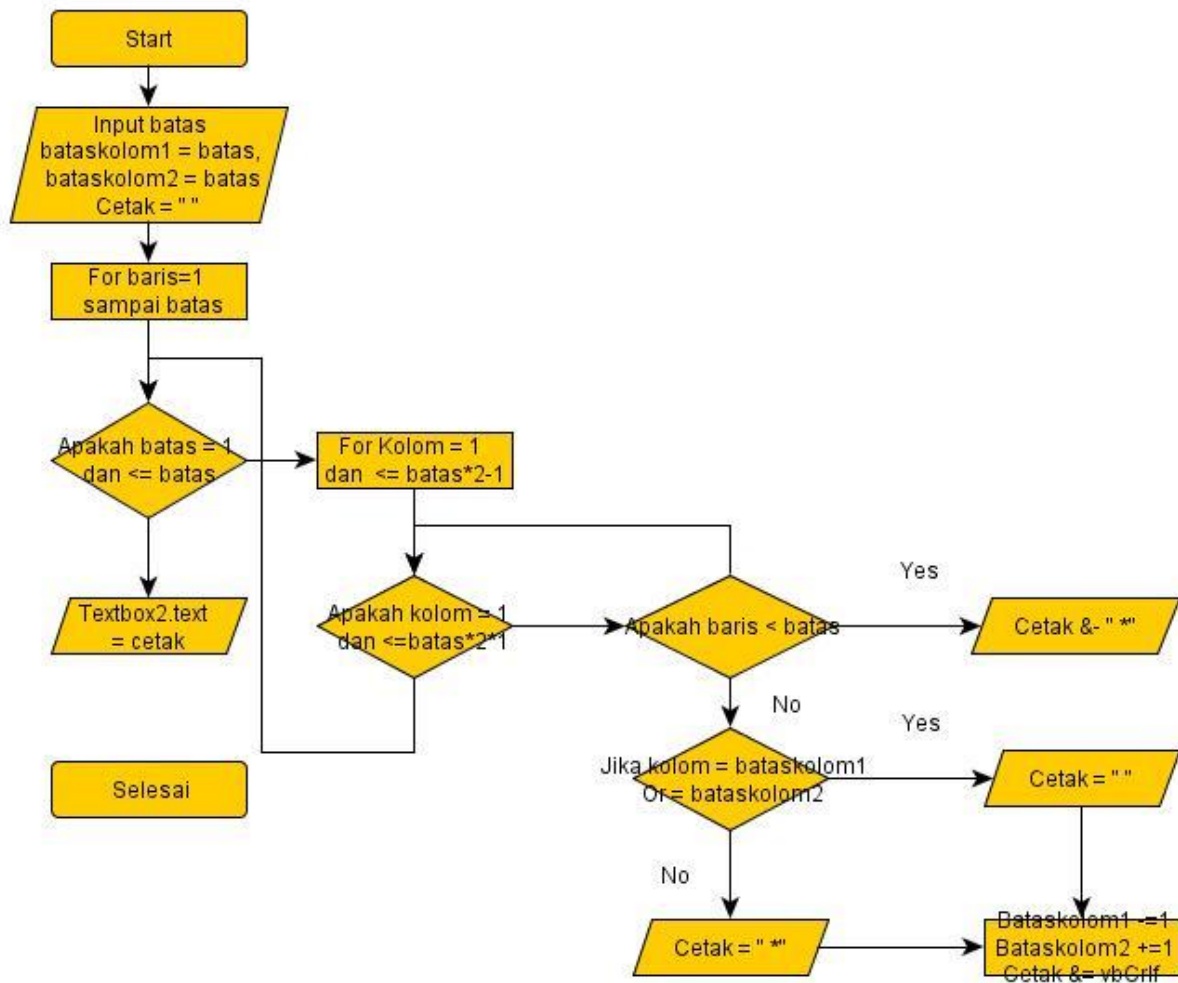 Start
Input batas
bataskolom1 = batas,
bataskolom2 = batas
Cetak = " "
For baris=1
sampai batas
Apakah batas = 1
dan <= batas
For Kolom = 1
dan <= batas*2-1
Textbox2.text
= cetak
Apakah kolom = 1
dan <=batas*2*1
Apakah baris < batas
Yes
Cetak &- " *"
No
Jika kolom = bataskolom1
Or = bataskolom2
Yes
Cetak = " "
Selesai
No
Cetak = " *"
Bataskolom1 -=1
Bataskolom2 +=1
Cetak &= vbCrlf